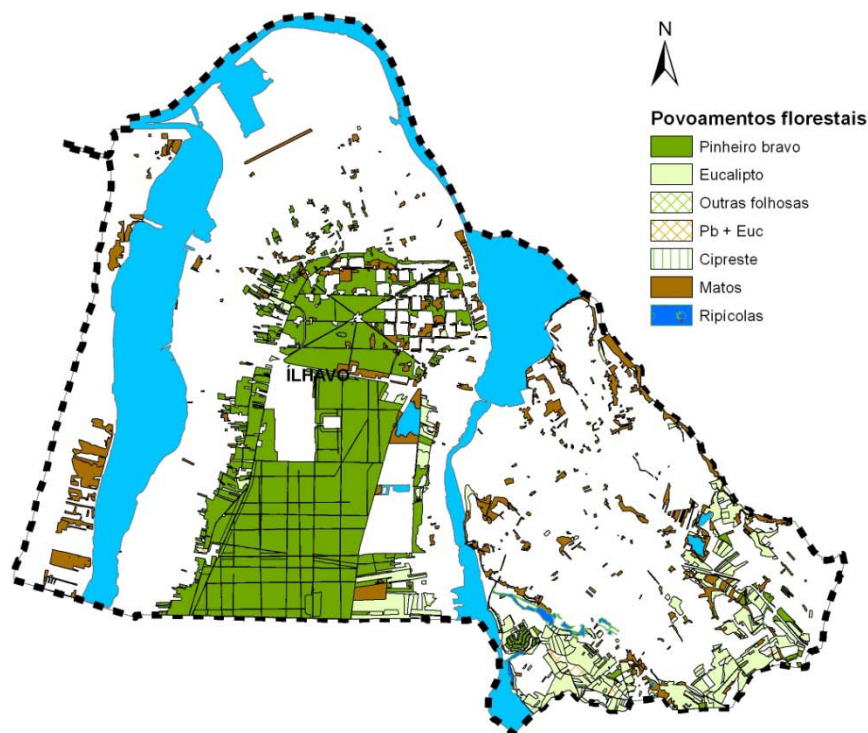 N
Povoamentos florestais
Pinheiro bravo
Eucalipto
Outras folhosas
Pb + Euc
Cipreste
Matos
Ripícolas
ÍLHAVO